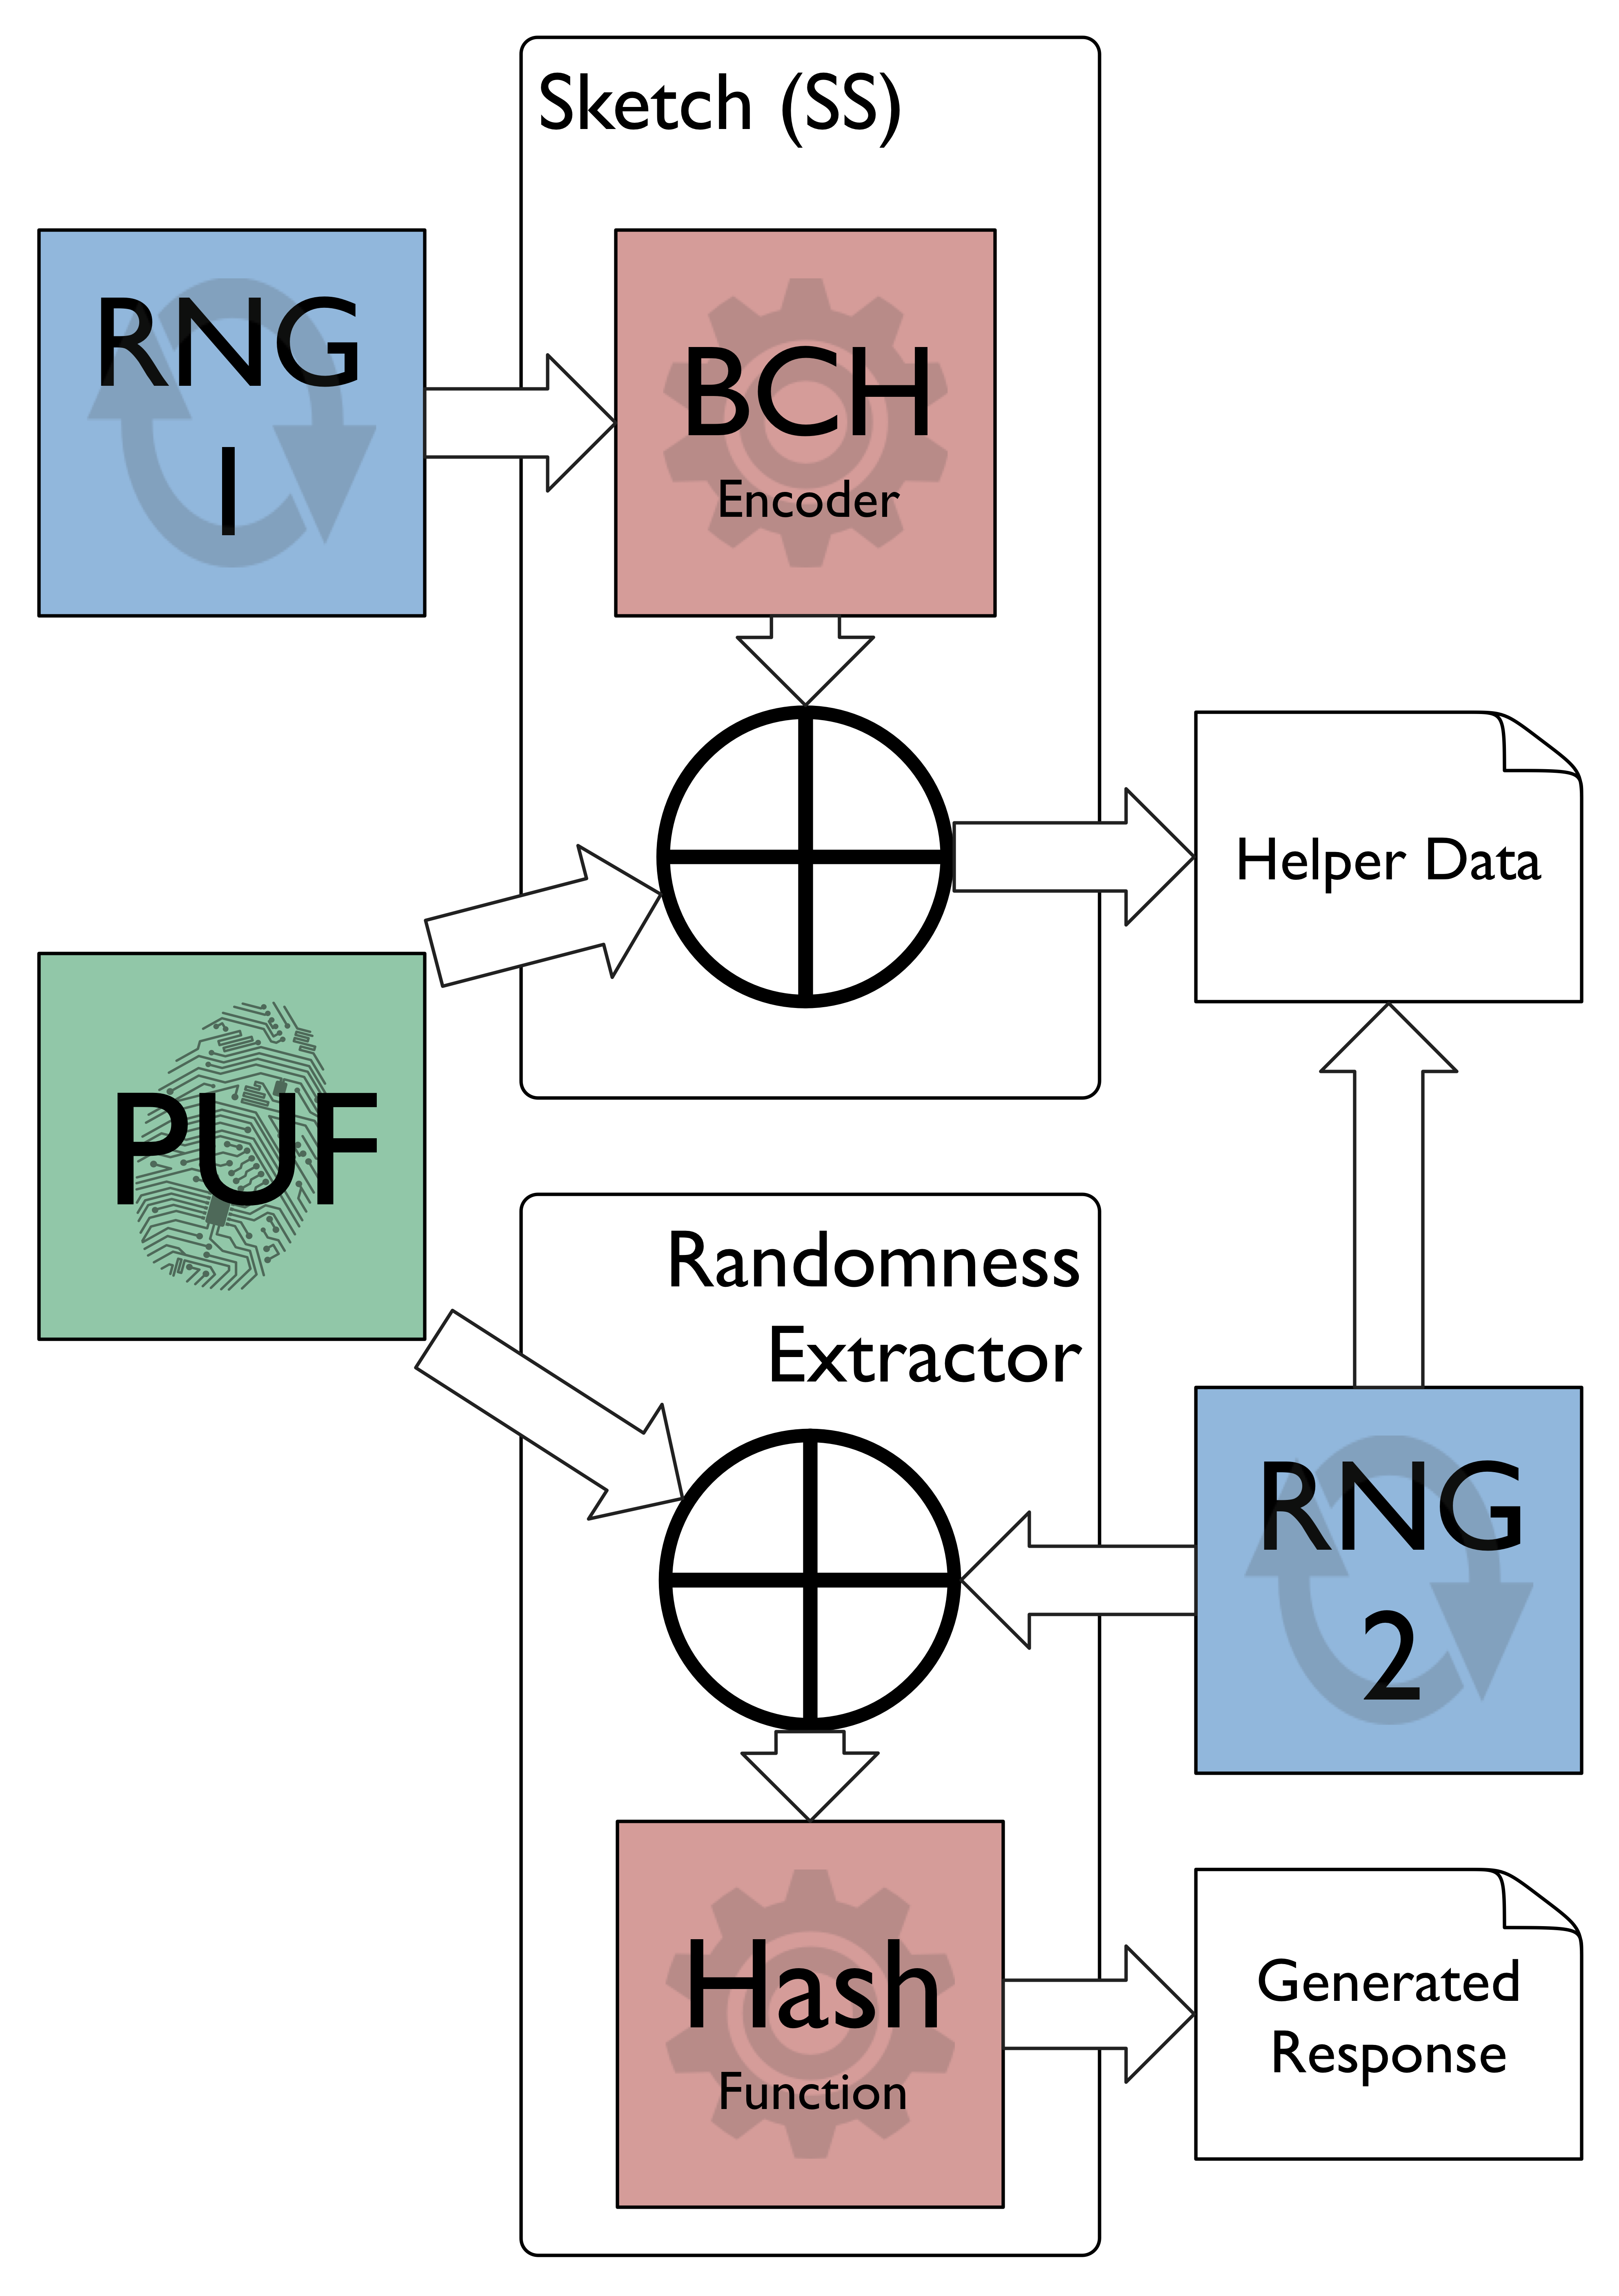 Sketch (SS)
RNG
1
BCH
Encoder
Helper Data
PUF
Randomness
Extractor
RNG
2
Hash
Function
Generated
Response